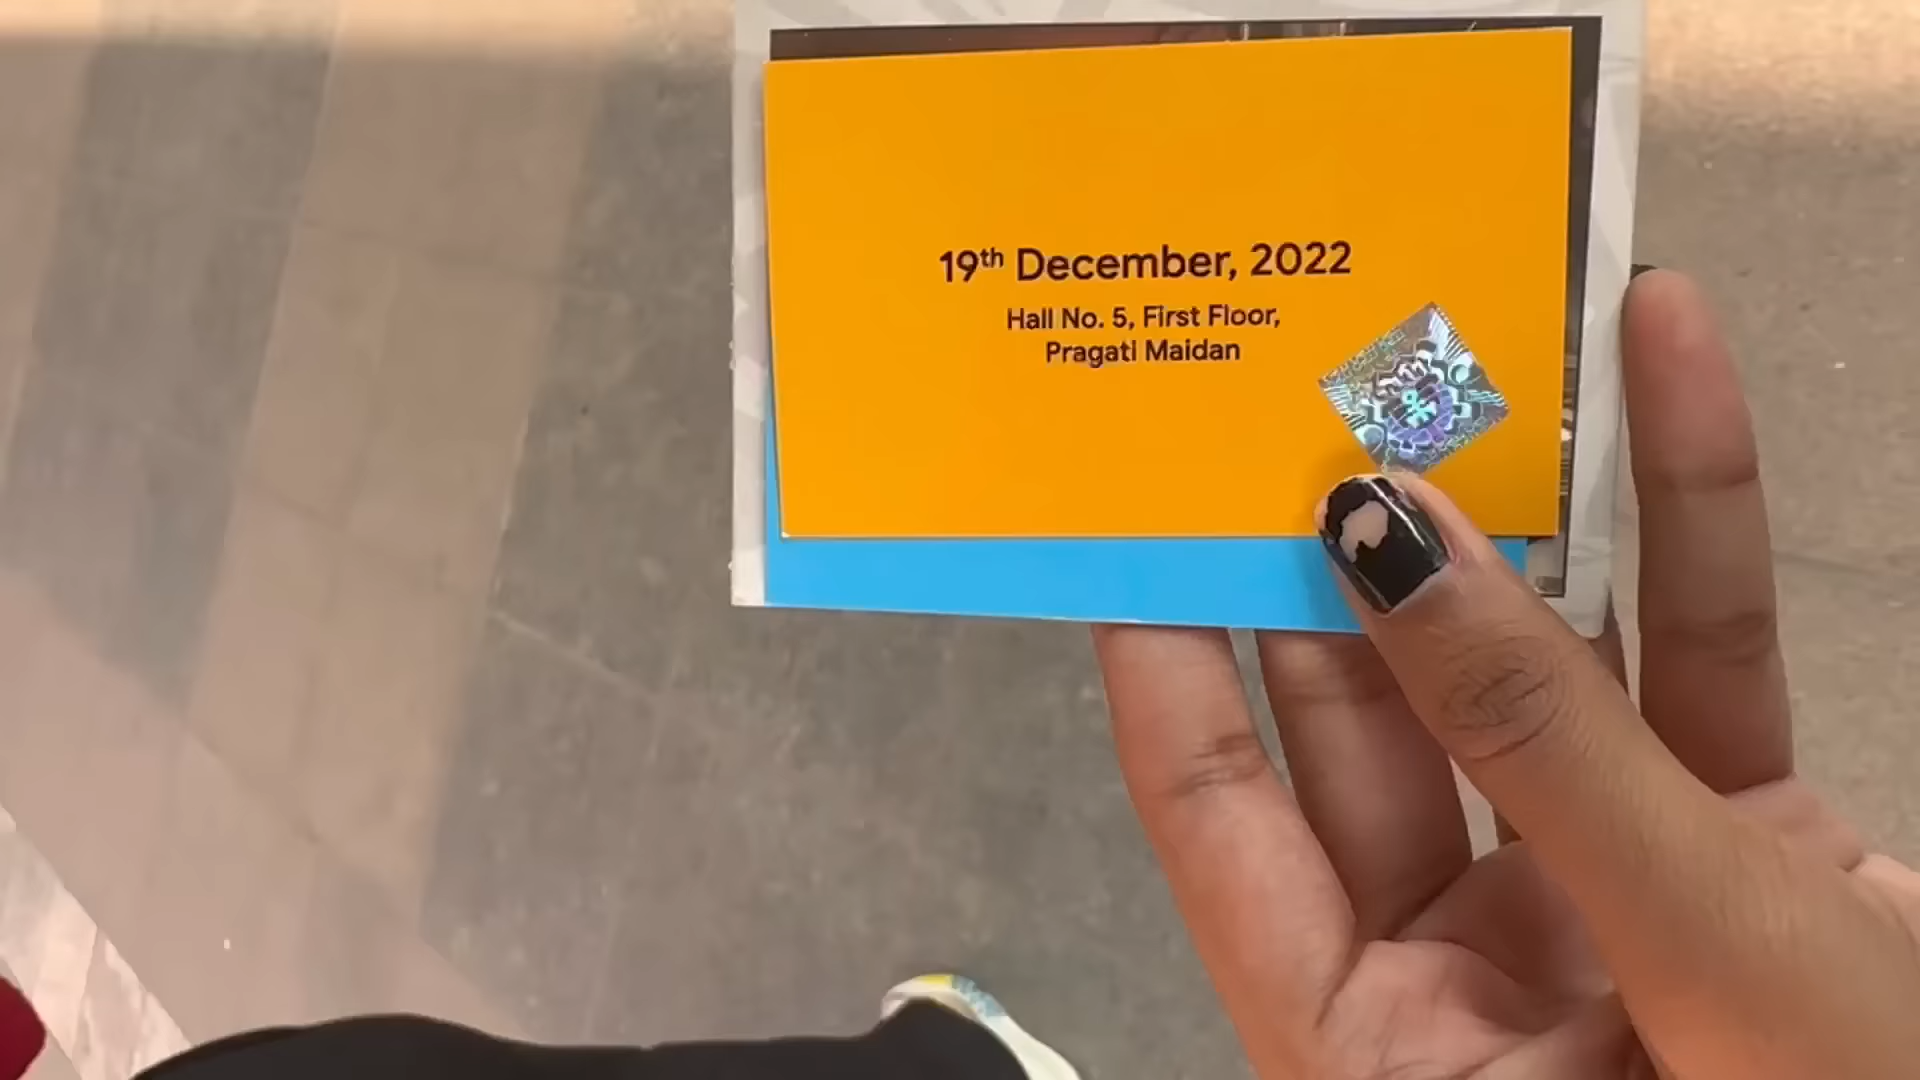 19th December, 2022
Hall No. 5, First Floor,
Pragati Maidan